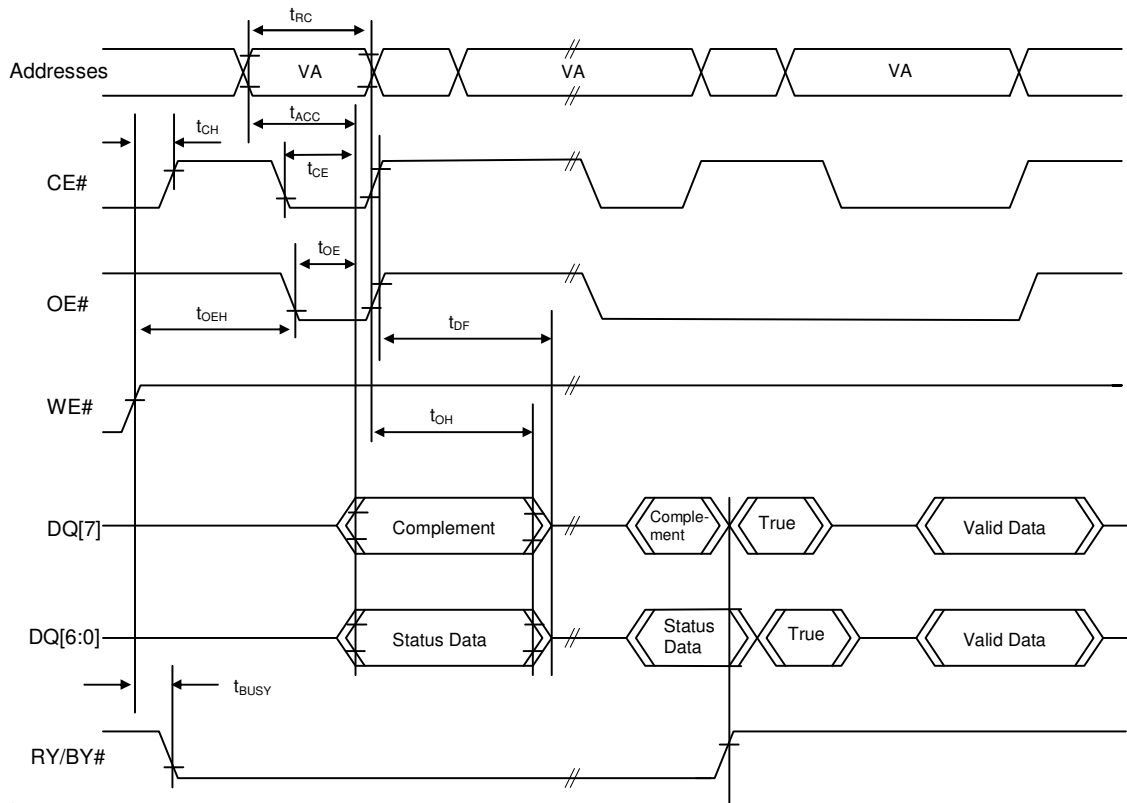 tRC
Addresses
VA
VA
VA
tACC
tCH
tCE
CE#
tOE
OE#
tOEH
tDF
WE#
tOH
DQ[7]
Complement
Comple-
ment
True
Valid Data
DQ[6:0]
Status Data
Status
Data
True
Valid Data
tBUSY
RY/BY#